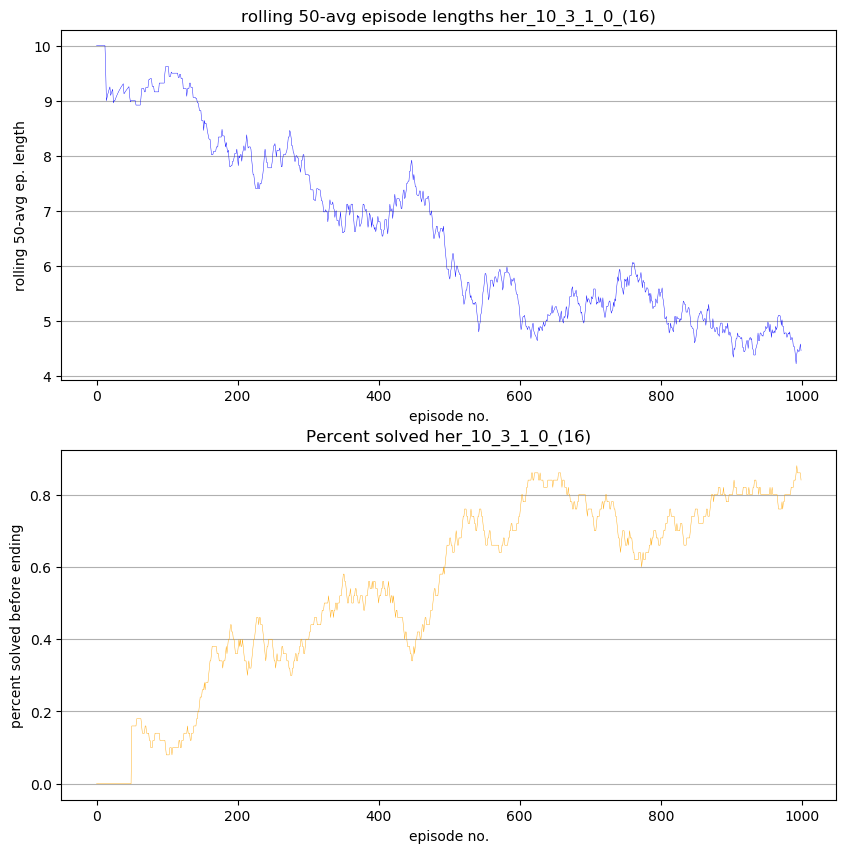 rolling 50-avg episode lengths her_10_3_1_0_(16)
rolling 50-avg ep. length
10
9
8
7
6
5
4
0 200 400 600 800 1000
episode no.
Percent solved her_10_3_1_0_(16)
percent solved before ending
0.8
0.6
0.4
0.2
0.0
0 200 400 600 800 1000
episode no.